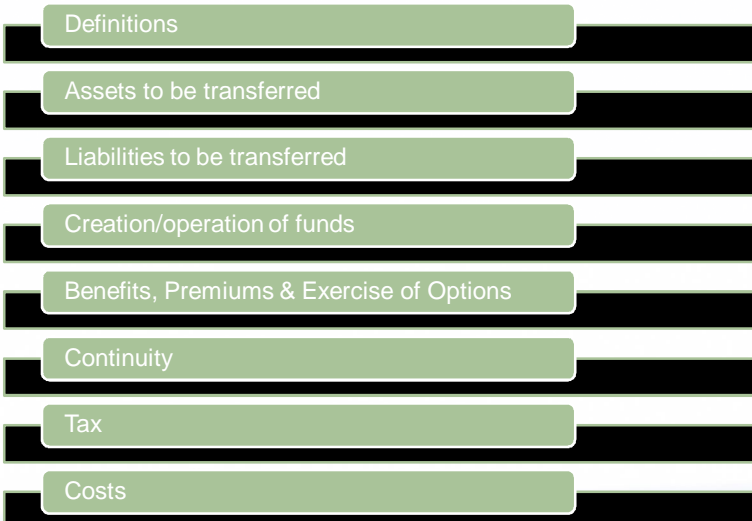 Definitions
Assets to be transferred
Liabilities to be transferred
Creation/operation of funds
Benefits, Premiums & Exercise of Options
Continuity
Tax
Costs